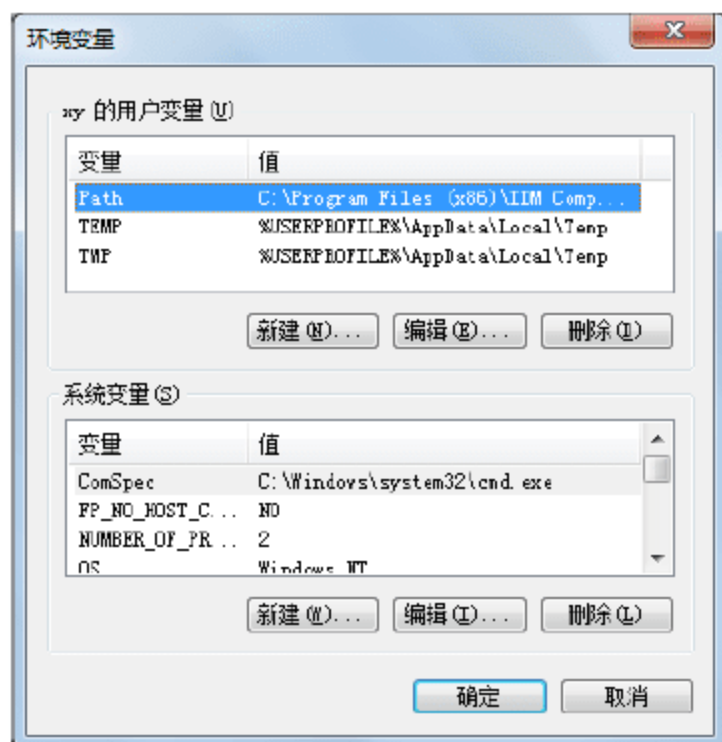 环境变量
xy 的用户变量(U)
变量 值
Path C:\Program Files (x86)\IDM Comp...
TEMP %USERPROFILE%\AppData\Local\Temp
TMP %USERPROFILE%\AppData\Local\Temp
新建(N)... 编辑(E)... 删除(D)
系统变量(S)
变量 值
ComSpec C:\Windows\system32\cmd.exe
FP_NO_HOST_C... NO
NUMBER_OF_PR... 2
OS Windows_NT
新建(W)... 编辑(I)... 删除(L)
确定 取消